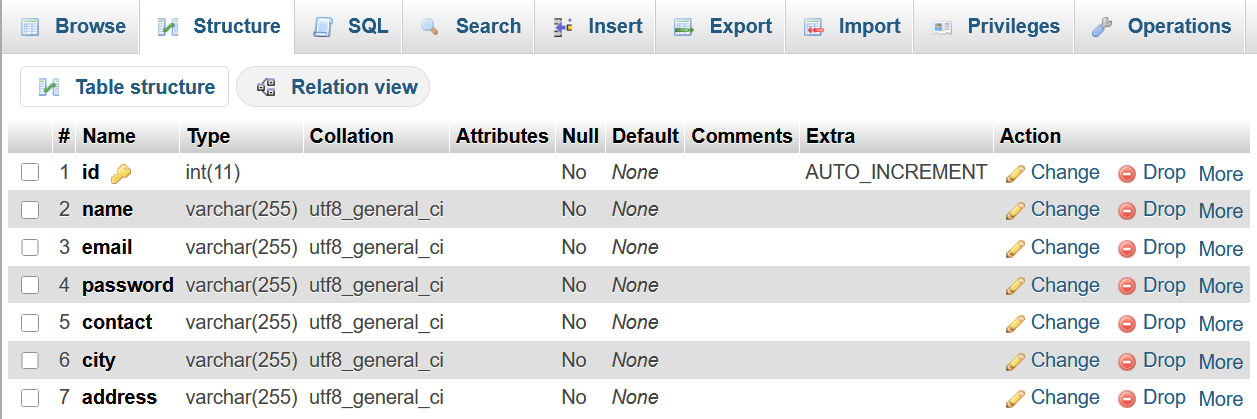 Browse Structure SQL Search Insert Export Import Privileges Operations
Table structure Relation view
# Name Type Collation Attributes Null Default Comments Extra Action
1 id int(11) No None AUTO_INCREMENT Change Drop More
2 name varchar(255) utf8_general_ci No None Change Drop More
3 email varchar(255) utf8_general_ci No None Change Drop More
4 password varchar(255) utf8_general_ci No None Change Drop More
5 contact varchar(255) utf8_general_ci No None Change Drop More
6 city varchar(255) utf8_general_ci No None Change Drop More
7 address varchar(255) utf8_general_ci No None Change Drop More